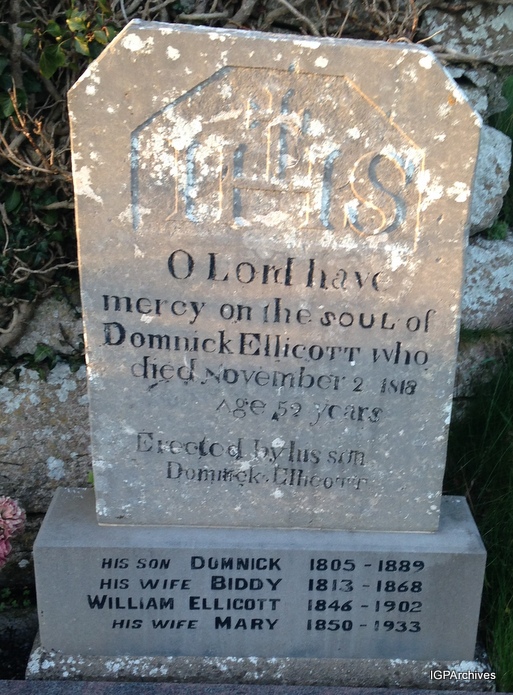 IHS
O Lord have
mercy on the SOUL of
Domnick Ellicott who
died November 2 1818
Age 52 years
Erected by his son
Domnick Ellicott
HIS SON DOMNICK 1805 - 1889
HIS WIFE BIDDY 1813 - 1868
WILLIAM ELLICOTT 1846 - 1902
HIS WIFE MARY 1850 - 1933
IGPArchives